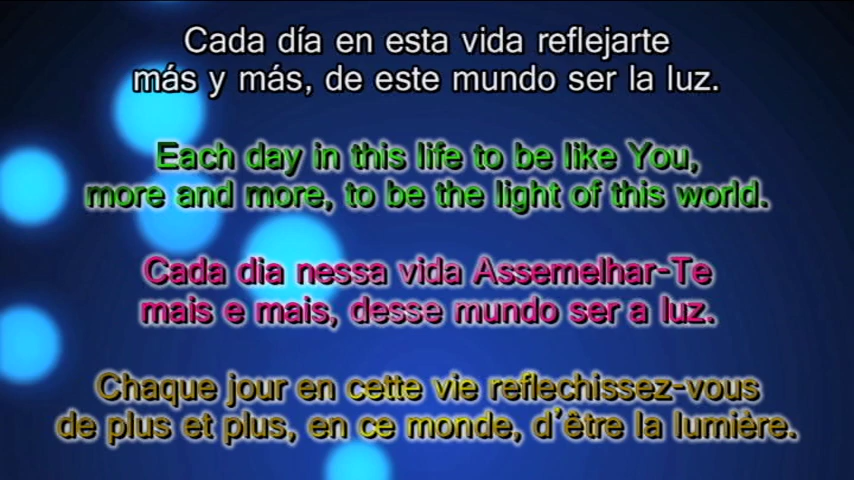 Cada día en esta vida reflejarte
más y más, de este mundo ser la luz.
Each day in this life to be like You,
more and more, to be the light of this world.
Cada dia nessa vida Assemelhar-Te
mais e mais, desse mundo ser a luz.
Chaque jour en cette vie reflechissez-vous
de plus et plus, en ce monde, d'être la lumière.